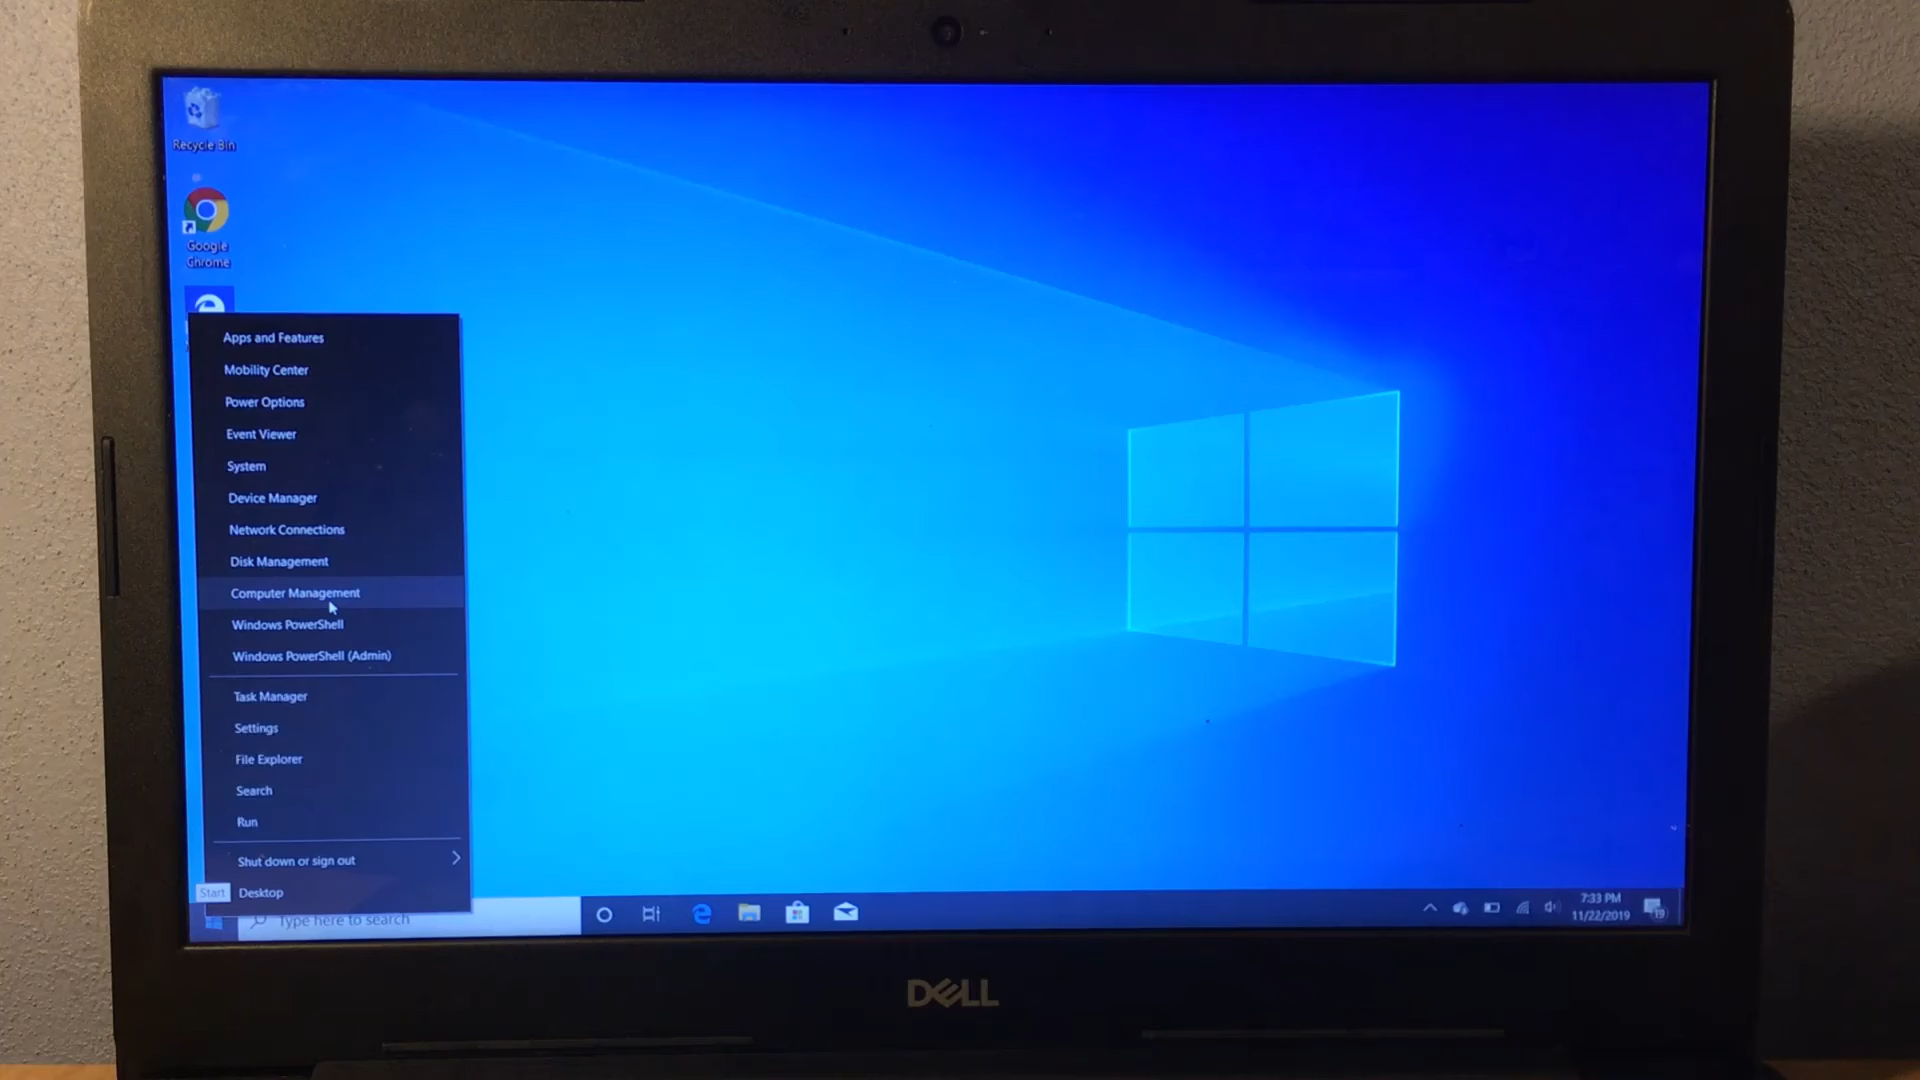 Recycle Bin
Google
Chrome
Apps and Features
Mobility Center
Power Options
Event Viewer
System
Device Manager
Network Connections
Disk Management
Computer Management
Windows PowerShell
Windows PowerShell (Admin)
Task Manager
Settings
File Explorer
Search
Run
Shut down or sign out
Desktop
Start
Type here to search
7:33 PM
11/22/2019
19
DELL